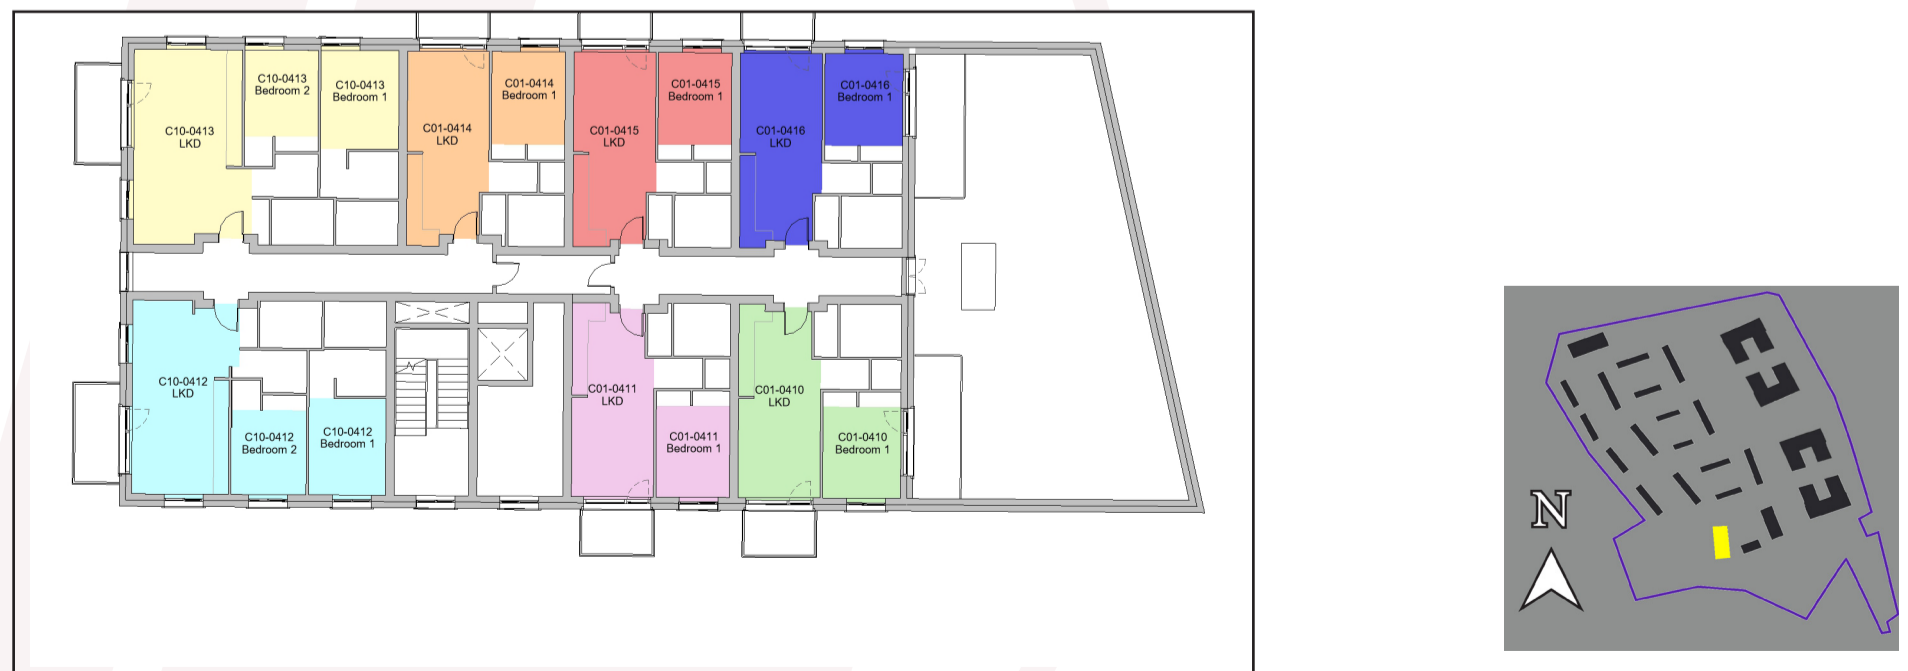 C10-0413
LKD
C10-0413
Bedroom 2
C10-0413
Bedroom 1
C01-0414
LKD
C01-0414
Bedroom 1
C01-0415
LKD
C01-0415
Bedroom 1
C01-0416
LKD
C01-0416
Bedroom 1
C10-0412
LKD
C10-0412
Bedroom 2
C10-0412
Bedroom 1
C01-0411
LKD
C01-0411
Bedroom 1
C01-0410
LKD
C01-0410
Bedroom 1
N